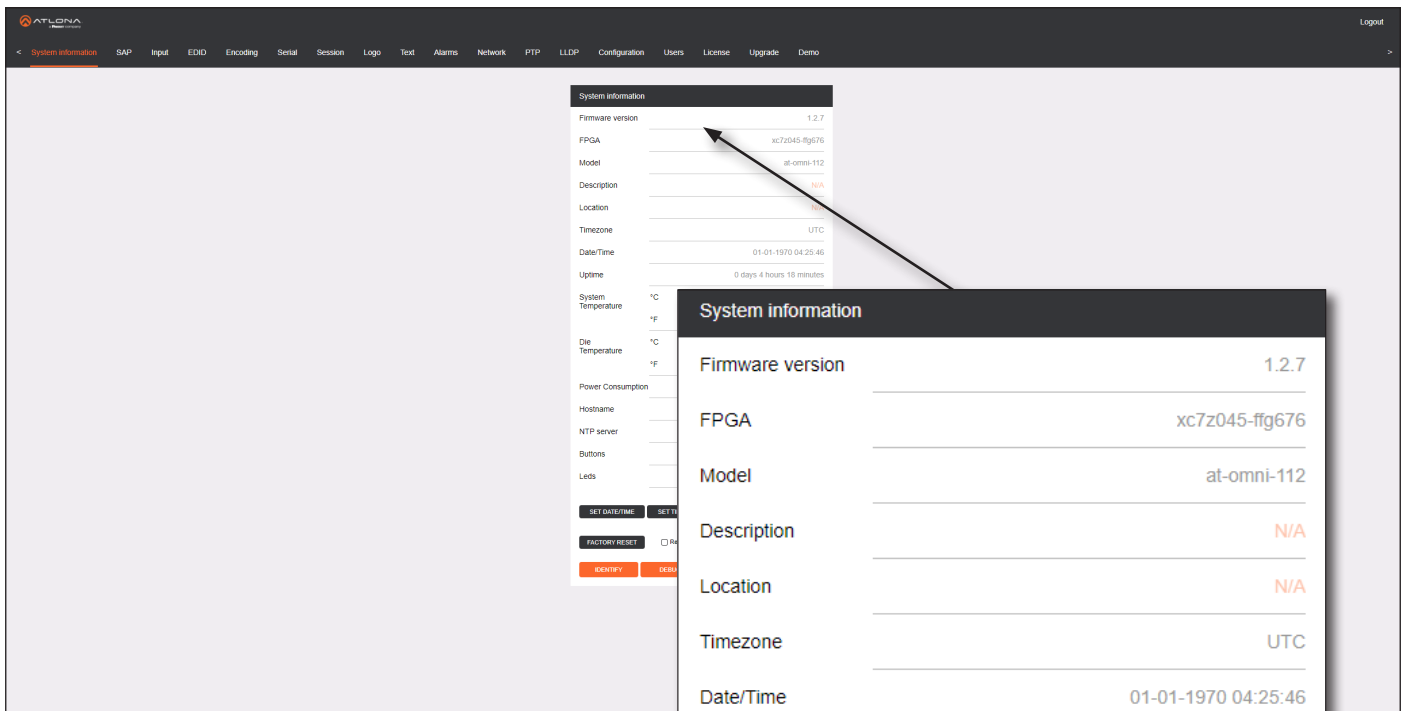 ATLONA
Logout
< System information SAP Input EDID Encoding Serial Session Logo Text Alarms Network PTP LLDP Configuration Users License Upgrade Demo >
System information
Firmware version 1.2.7
FPGA xc7z045-ffg676
Model at-omni-112
Description N/A
Location N/A
Timezone UTC
Date/Time 01-01-1970 04:25:46
Uptime 0 days 4 hours 18 minutes
System Temperature °C
°F
Die Temperature °C
°F
Power Consumption
Hostname
NTP server
Buttons
Leds
SET DATE/TIME SET TI
FACTORY RESET Re
IDENTIFY DEBU
System information
Firmware version 1.2.7
FPGA xc7z045-ffg676
Model at-omni-112
Description N/A
Location N/A
Timezone UTC
Date/Time 01-01-1970 04:25:46